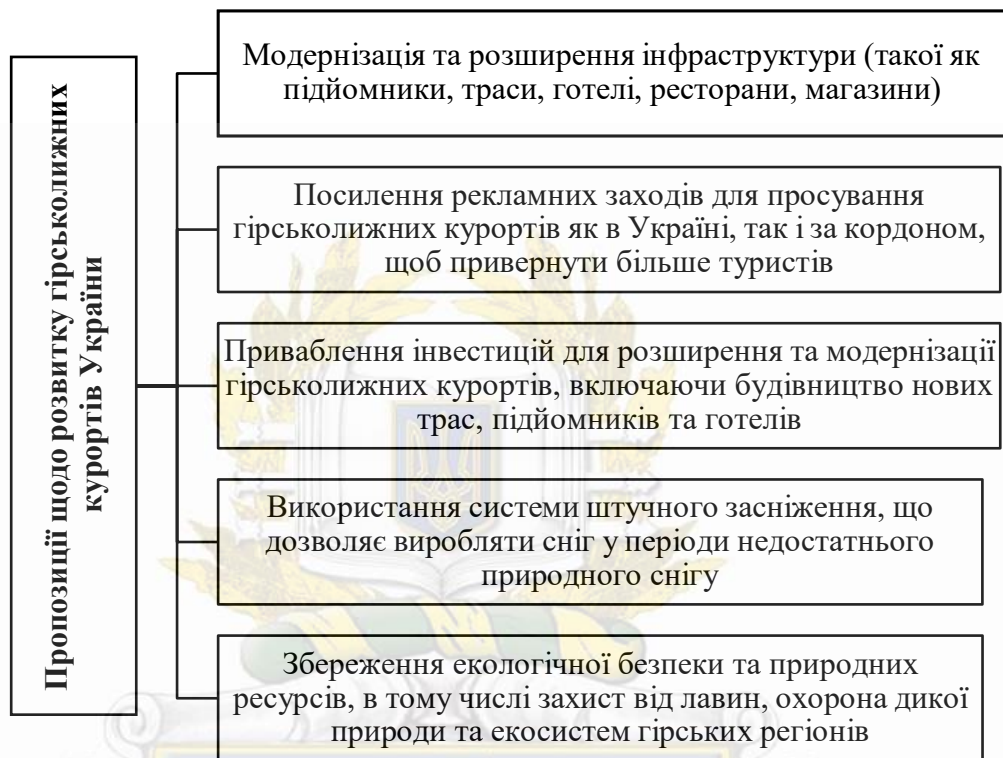 Пропозиції щодо розвитку гірськолижних
курортів України
Модернізація та розширення інфраструктури (такої як
підйомники, траси, готелі, ресторани, магазини)
Посилення рекламних заходів для просування
гірськолижних курортів як в Україні, так і за кордоном,
щоб привернути більше туристів
Приваблення інвестицій для розширення та модернізації
гірськолижних курортів, включаючи будівництво нових
трас, підйомників та готелів
Використання системи штучного засніження, що
дозволяє виробляти сніг у періоди недостатнього
природного снігу
Збереження екологічної безпеки та природних
ресурсів, в тому числі захист від лавин, охорона дикої
природи та екосистем гірських регіонів